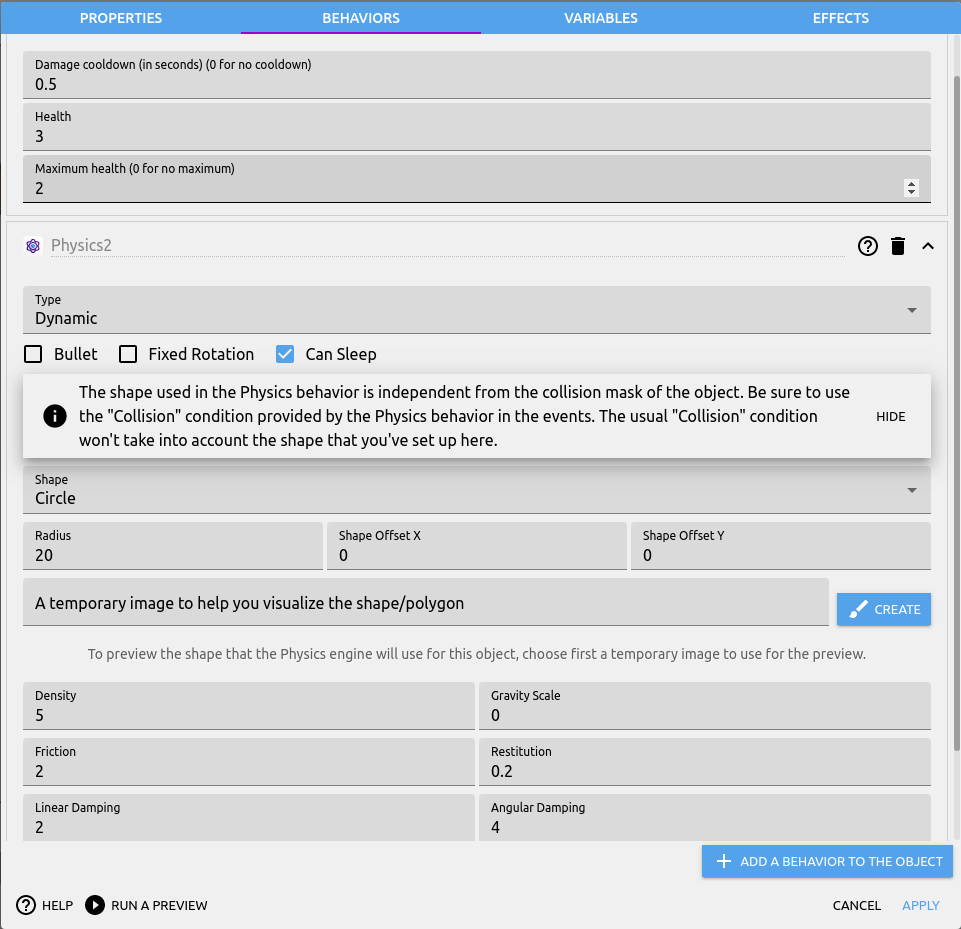 PROPERTIES BEHAVIORS VARIABLES EFFECTS
Damage cooldown (in seconds) (0 for no cooldown)
0.5
Health
3
Maximum health (0 for no maximum)
2
Physics2
Type
Dynamic
Bullet Fixed Rotation Can Sleep
The shape used in the Physics behavior is independent from the collision mask of the object. Be sure to use
the "Collision" condition provided by the Physics behavior in the events. The usual "Collision" condition
won't take into account the shape that you've set up here.
HIDE
Shape
Circle
Radius Shape Offset X Shape Offset Y
20 0 0
A temporary image to help you visualize the shape/polygon
CREATE
To preview the shape that the Physics engine will use for this object, choose first a temporary image to use for the preview.
Density Gravity Scale
5 0
Friction Restitution
2 0.2
Linear Damping Angular Damping
2 4
ADD A BEHAVIOR TO THE OBJECT
HELP RUN A PREVIEW CANCEL APPLY